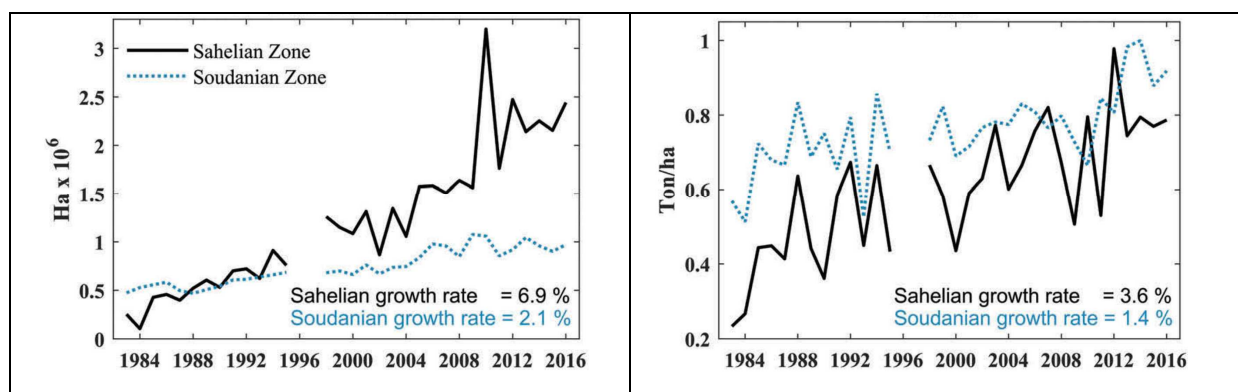 3
2.5
2
1.5
1
0.5
0
Ha x 10⁶
Sahelian Zone
Soudanian Zone
Sahelian growth rate = 6.9 %
Soudanian growth rate = 2.1 %
1984 1988 1992 1996 2000 2004 2008 2012 2016
1
0.8
0.6
0.4
0.2
Ton/ha
Sahelian growth rate = 3.6 %
Soudanian growth rate = 1.4 %
1984 1988 1992 1996 2000 2004 2008 2012 2016